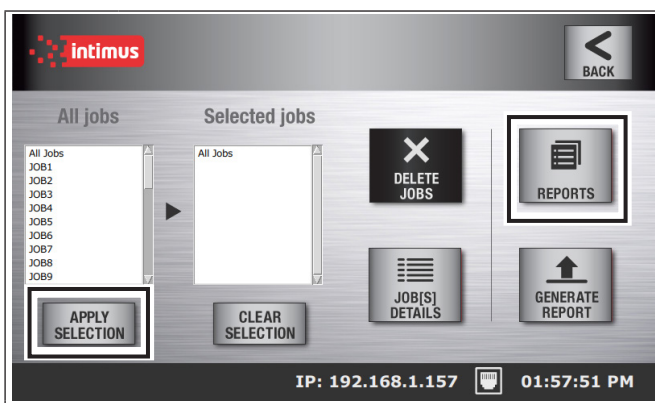 intimus
BACK
All jobs
Selected jobs
All Jobs
JOB1
JOB2
JOB3
JOB4
JOB5
JOB6
JOB7
JOB8
JOB9
All Jobs
DELETE
JOBS
REPORTS
APPLY
SELECTION
CLEAR
SELECTION
JOB[S]
DETAILS
GENERATE
REPORT
IP: 192.168.1.157
01:57:51 PM